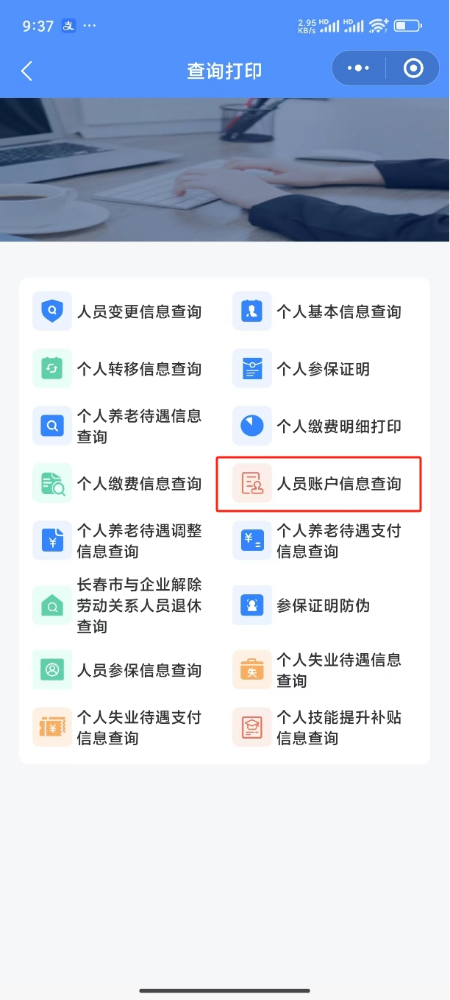 9:37 支 ···
2.95 KB/s HD HD 7
查询打印
人员变更信息查询
个人基本信息查询
个人转移信息查询
个人参保证明
个人养老待遇信息
查询
个人缴费明细打印
个人缴费信息查询
人员账户信息查询
个人养老待遇调整
信息查询
个人养老待遇支付
信息查询
长春市与企业解除
劳动关系人员退休
查询
参保证明防伪
人员参保信息查询
失
个人失业待遇信息
查询
个人失业待遇支付
信息查询
个人技能提升补贴
信息查询